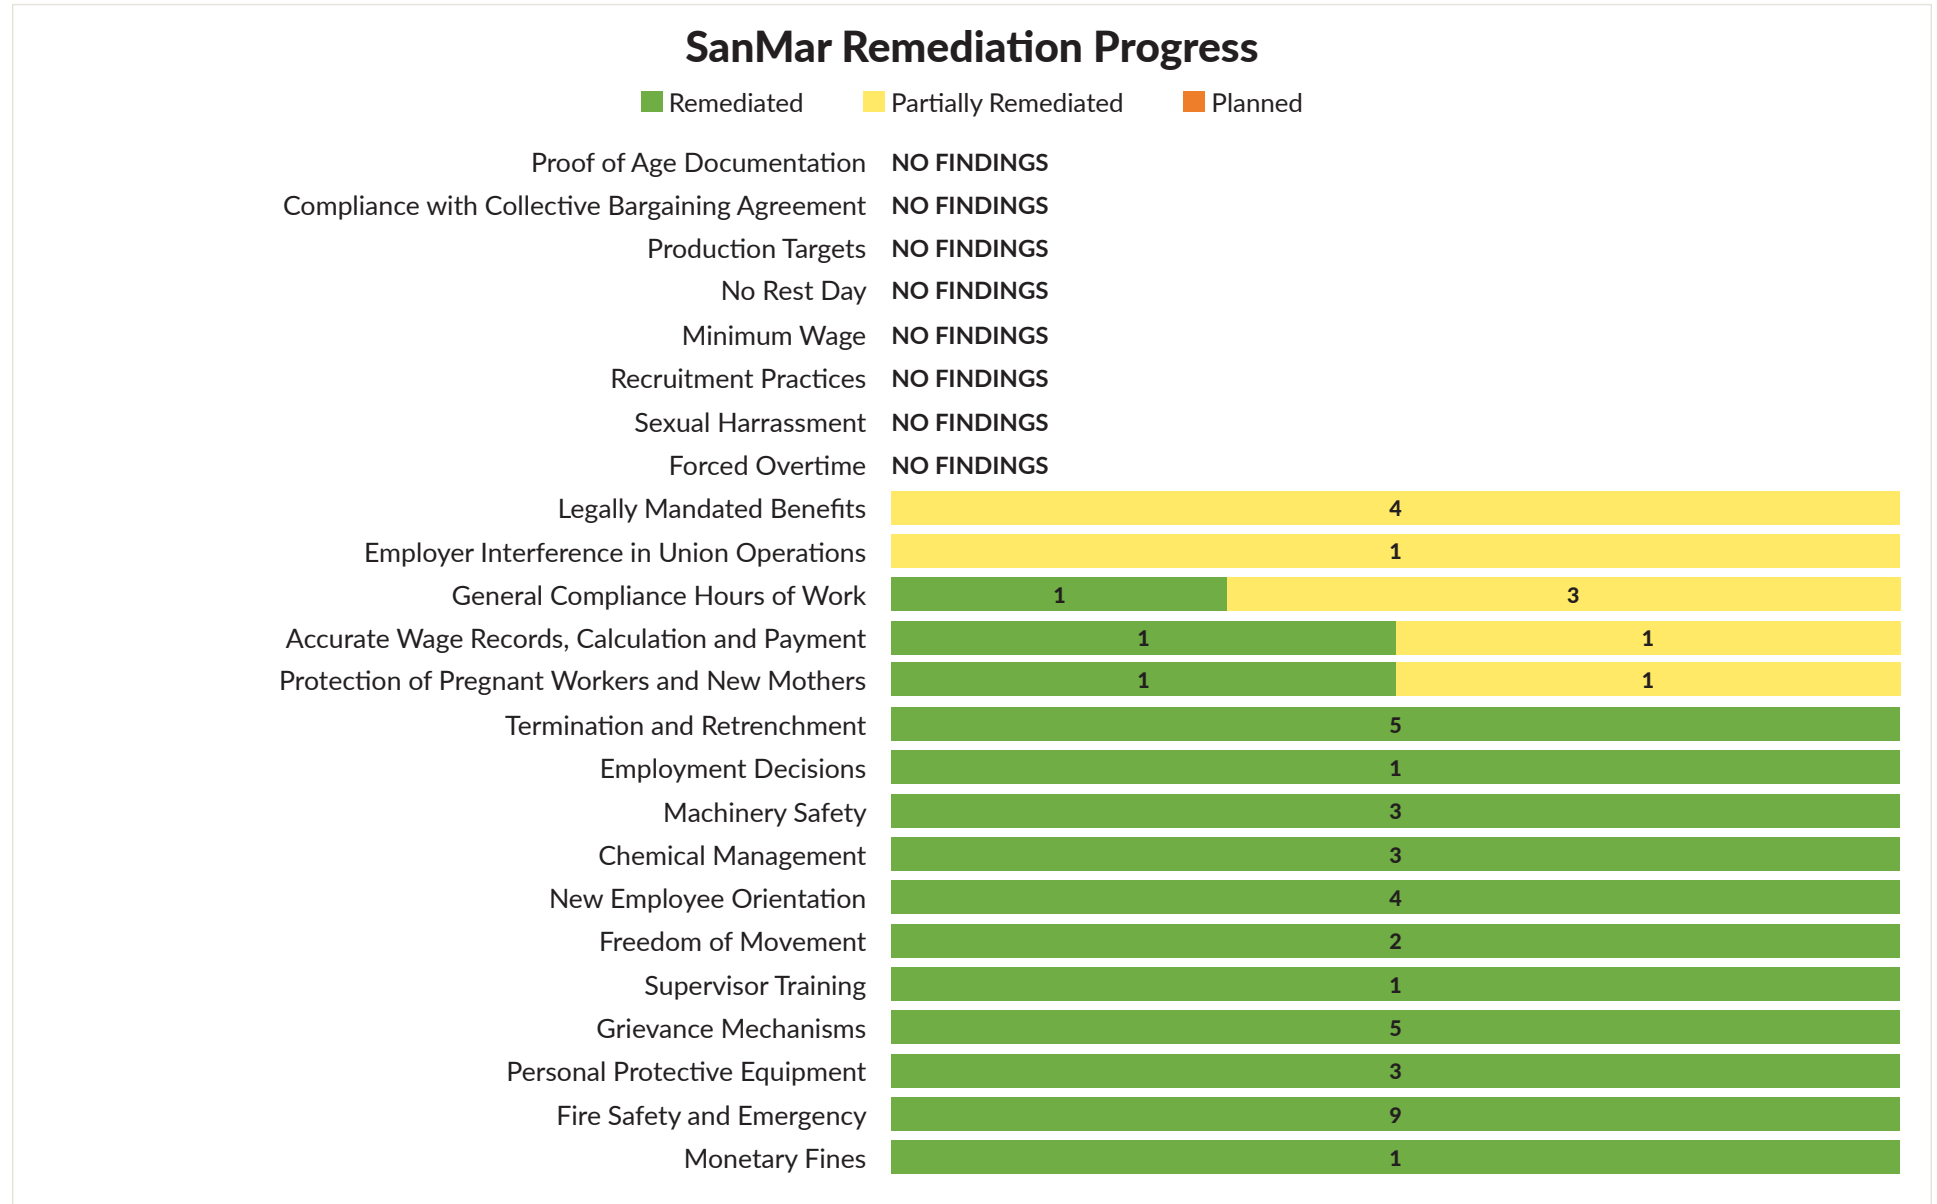 SanMar Remediation Progress
Remediated Partially Remediated Planned
Proof of Age Documentation NO FINDINGS
Compliance with Collective Bargaining Agreement NO FINDINGS
Production Targets NO FINDINGS
No Rest Day NO FINDINGS
Minimum Wage NO FINDINGS
Recruitment Practices NO FINDINGS
Sexual Harrassment NO FINDINGS
Forced Overtime NO FINDINGS
Legally Mandated Benefits 4
Employer Interference in Union Operations 1
General Compliance Hours of Work 1 3
Accurate Wage Records, Calculation and Payment 1 1
Protection of Pregnant Workers and New Mothers 1 1
Termination and Retrenchment 5
Employment Decisions 1
Machinery Safety 3
Chemical Management 3
New Employee Orientation 4
Freedom of Movement 2
Supervisor Training 1
Grievance Mechanisms 5
Personal Protective Equipment 3
Fire Safety and Emergency 9
Monetary Fines 1